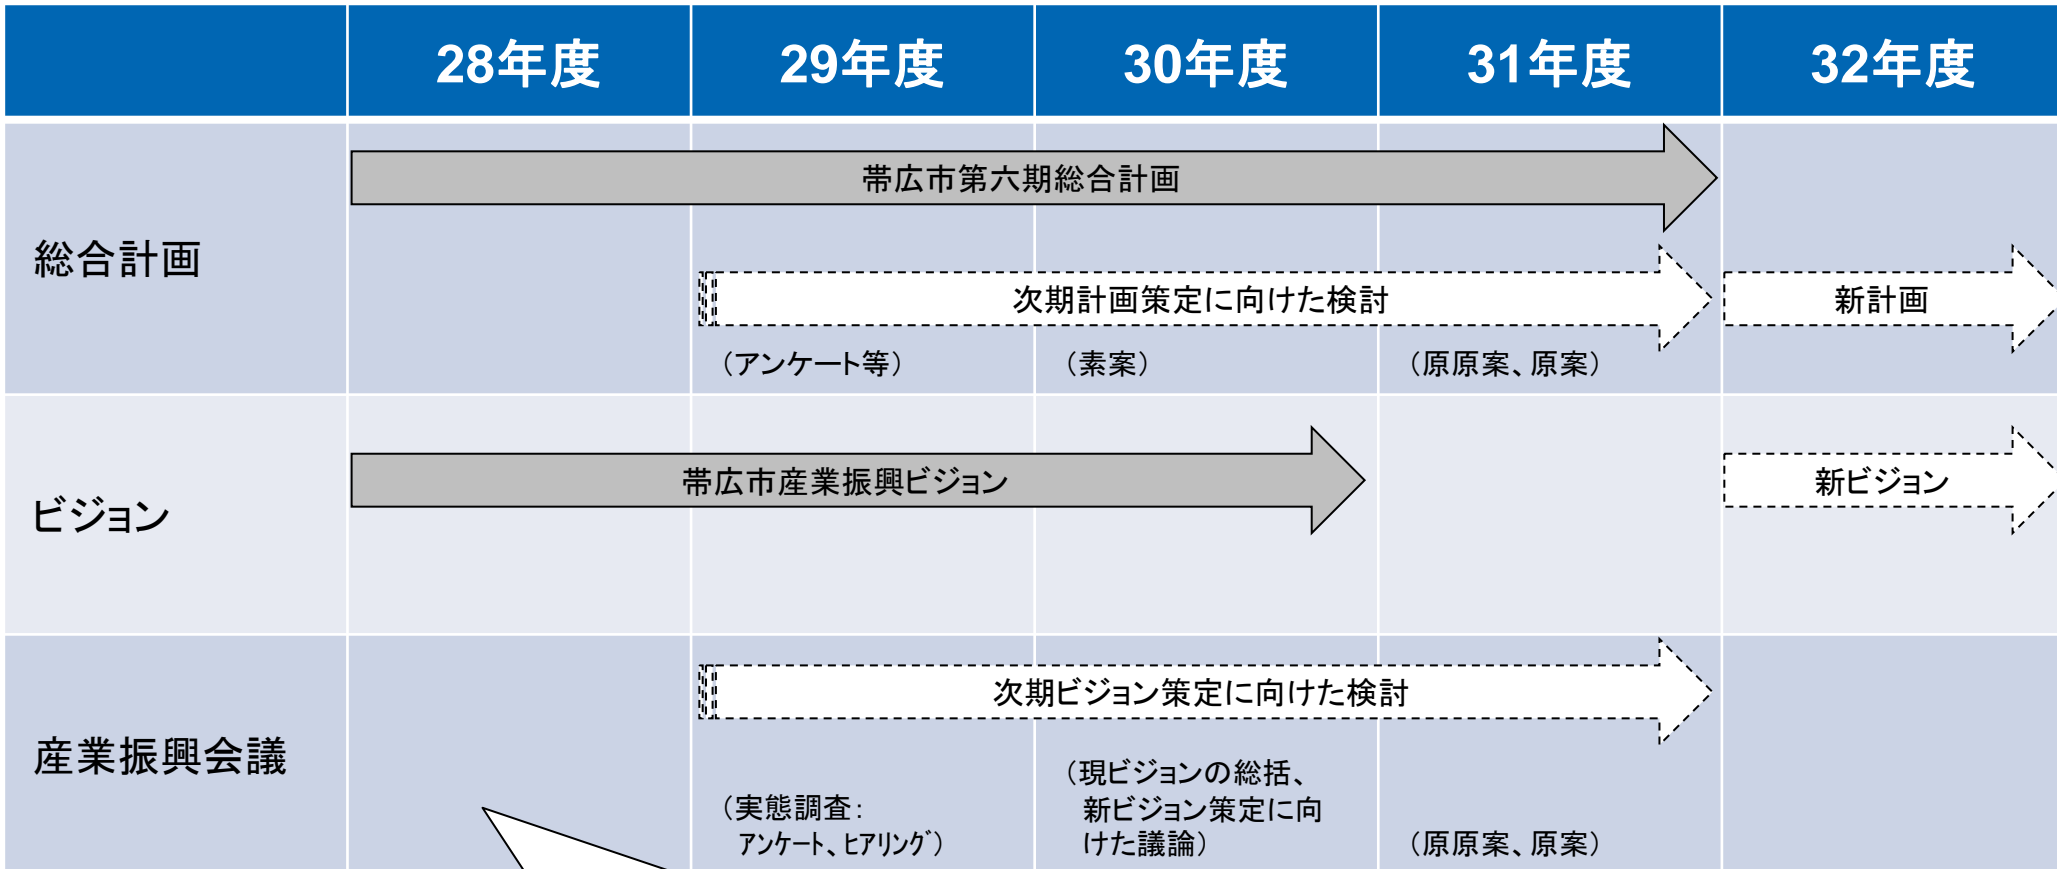 28年度
29年度
30年度
31年度
32年度
総合計画
帯広市第六期総合計画
次期計画策定に向けた検討
新計画
（アンケート等）
（素案）
（原原案、原案）
ビジョン
帯広市産業振興ビジョン
新ビジョン
産業振興会議
次期ビジョン策定に向けた検討
（実態調査：
ｱﾝｹｰﾄ、ﾋｱﾘﾝｸﾞ）
（現ビジョンの総括、
新ビジョン策定に向
けた議論）
（原原案、原案）